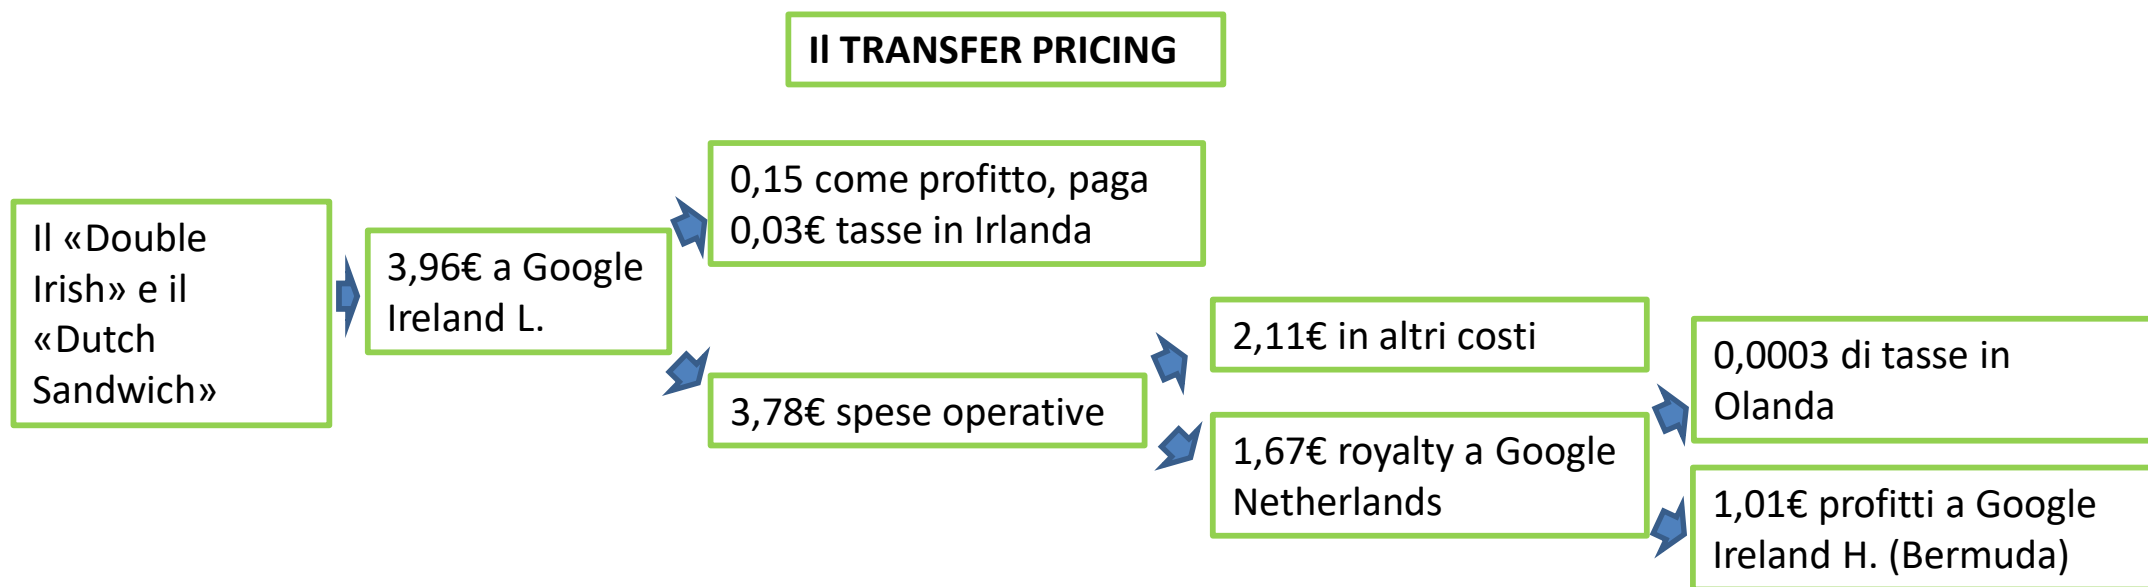 Il TRANSFER PRICING
Il «Double
Irish» e il
«Dutch
Sandwich»
3,96€ a Google
Ireland L.
0,15 come profitto, paga
0,03€ tasse in Irlanda
3,78€ spese operative
2,11€ in altri costi
1,67€ royalty a Google
Netherlands
0,0003 di tasse in
Olanda
1,01€ profitti a Google
Ireland H. (Bermuda)